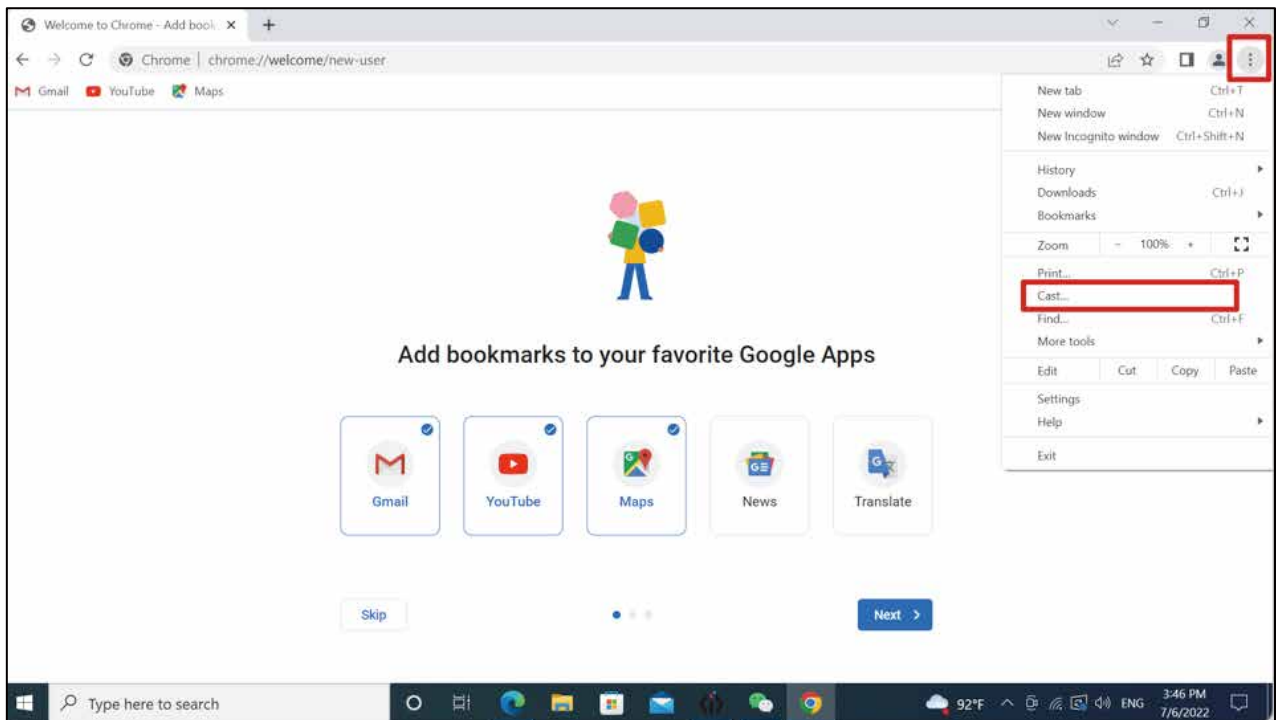 Welcome to Chrome - Add book
Chrome | chrome://welcome/new-user
Gmail YouTube Maps
New tab Ctrl+T
New window Ctrl+N
New Incognito window Ctrl+Shift+N
History
Downloads Ctrl+J
Bookmarks
Zoom - 100% +
Print... Ctrl+P
Cast...
Find... Ctrl+F
More tools
Edit Cut Copy Paste
Settings
Help
Exit
Add bookmarks to your favorite Google Apps
Gmail YouTube Maps News Translate
Skip Next
Type here to search 92°F ENG 3:46 PM
7/6/2022